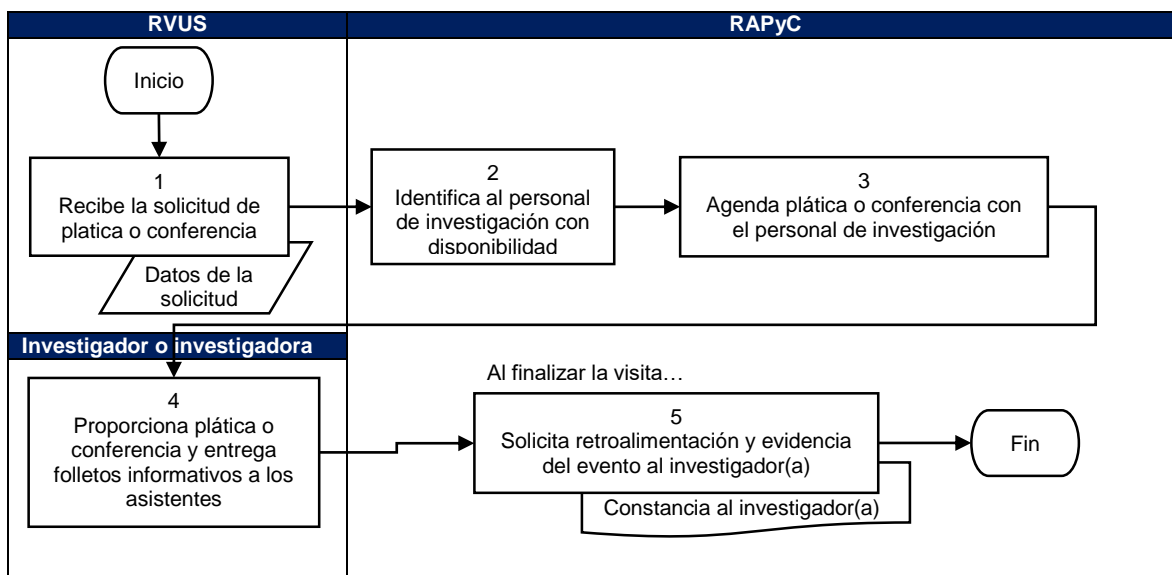 RVUS
RAPyC
Inicio
1
Recibe la solicitud de
platica o conferencia
Datos de la
solicitud
2
Identifica al personal
de investigación con
disponibilidad
3
Agenda plática o conferencia con
el personal de investigación
Investigador o investigadora
4
Proporciona plática o
conferencia y entrega
folletos informativos a los
asistentes
Al finalizar la visita…
5
Solicita retroalimentación y evidencia
del evento al investigador(a)
Constancia al investigador(a)
Fin